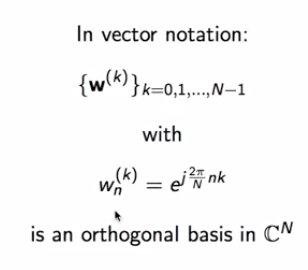 In vector notation:
{𝐰^(k)}_{k=0,1,...,N−1}
with
w_n^(k) = e^{j (2π/N) nk}
is an orthogonal basis in ℂ^N